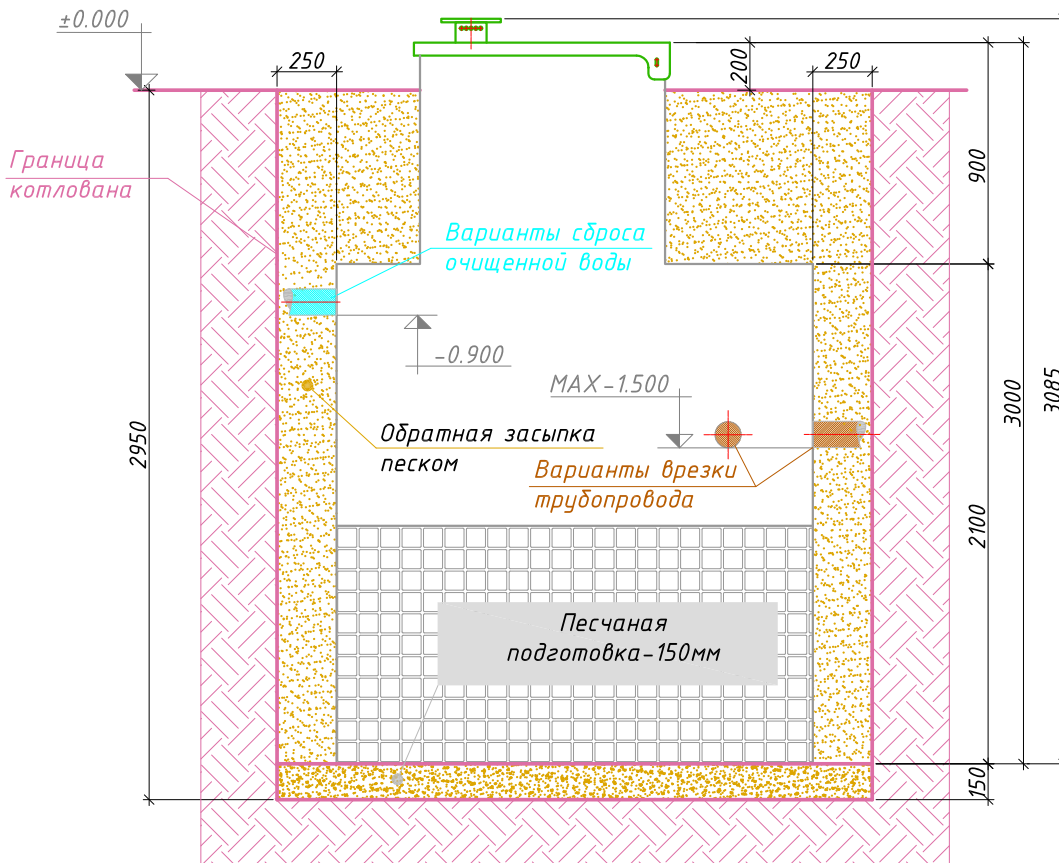 ±0.000
250
200
250
Граница
котлована
900
Варианты сброса
очищенной воды
-0.900
MAX-1.500
3000
3085
2950
Обратная засыпка
песком
Варианты врезки
трубопровода
2100
Песчаная
подготовка-150мм
150